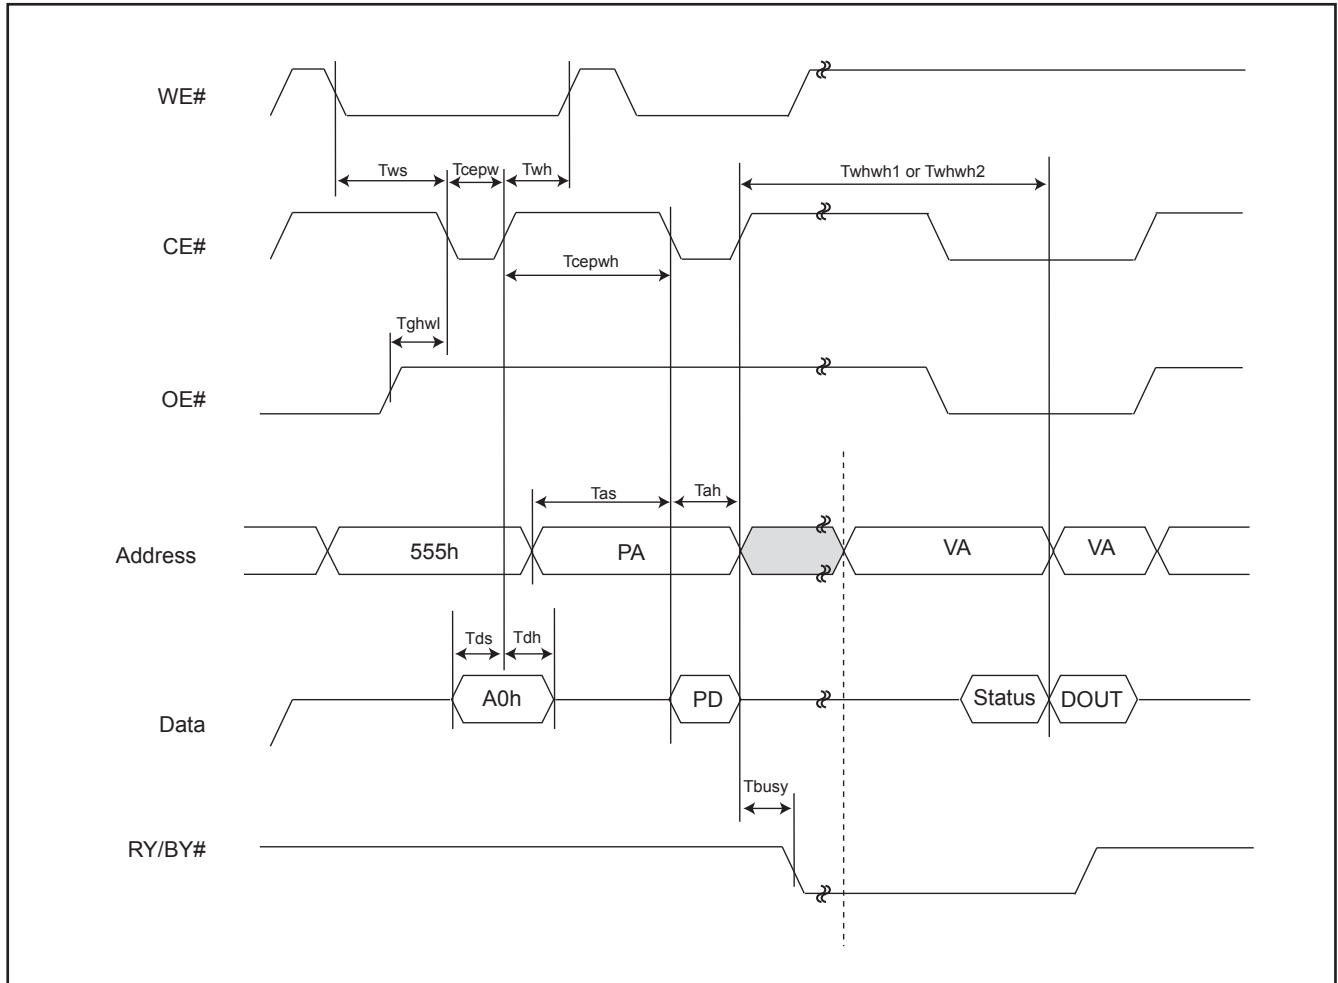 WE#
Tws
Tcepw
Twh
Twhwh1 or Twhwh2
CE#
Tcepwh
Tghwl
OE#
Tas
Tah
Address
555h
PA
VA
VA
Tds
Tdh
Data
A0h
PD
Status
DOUT
Tbusy
RY/BY#